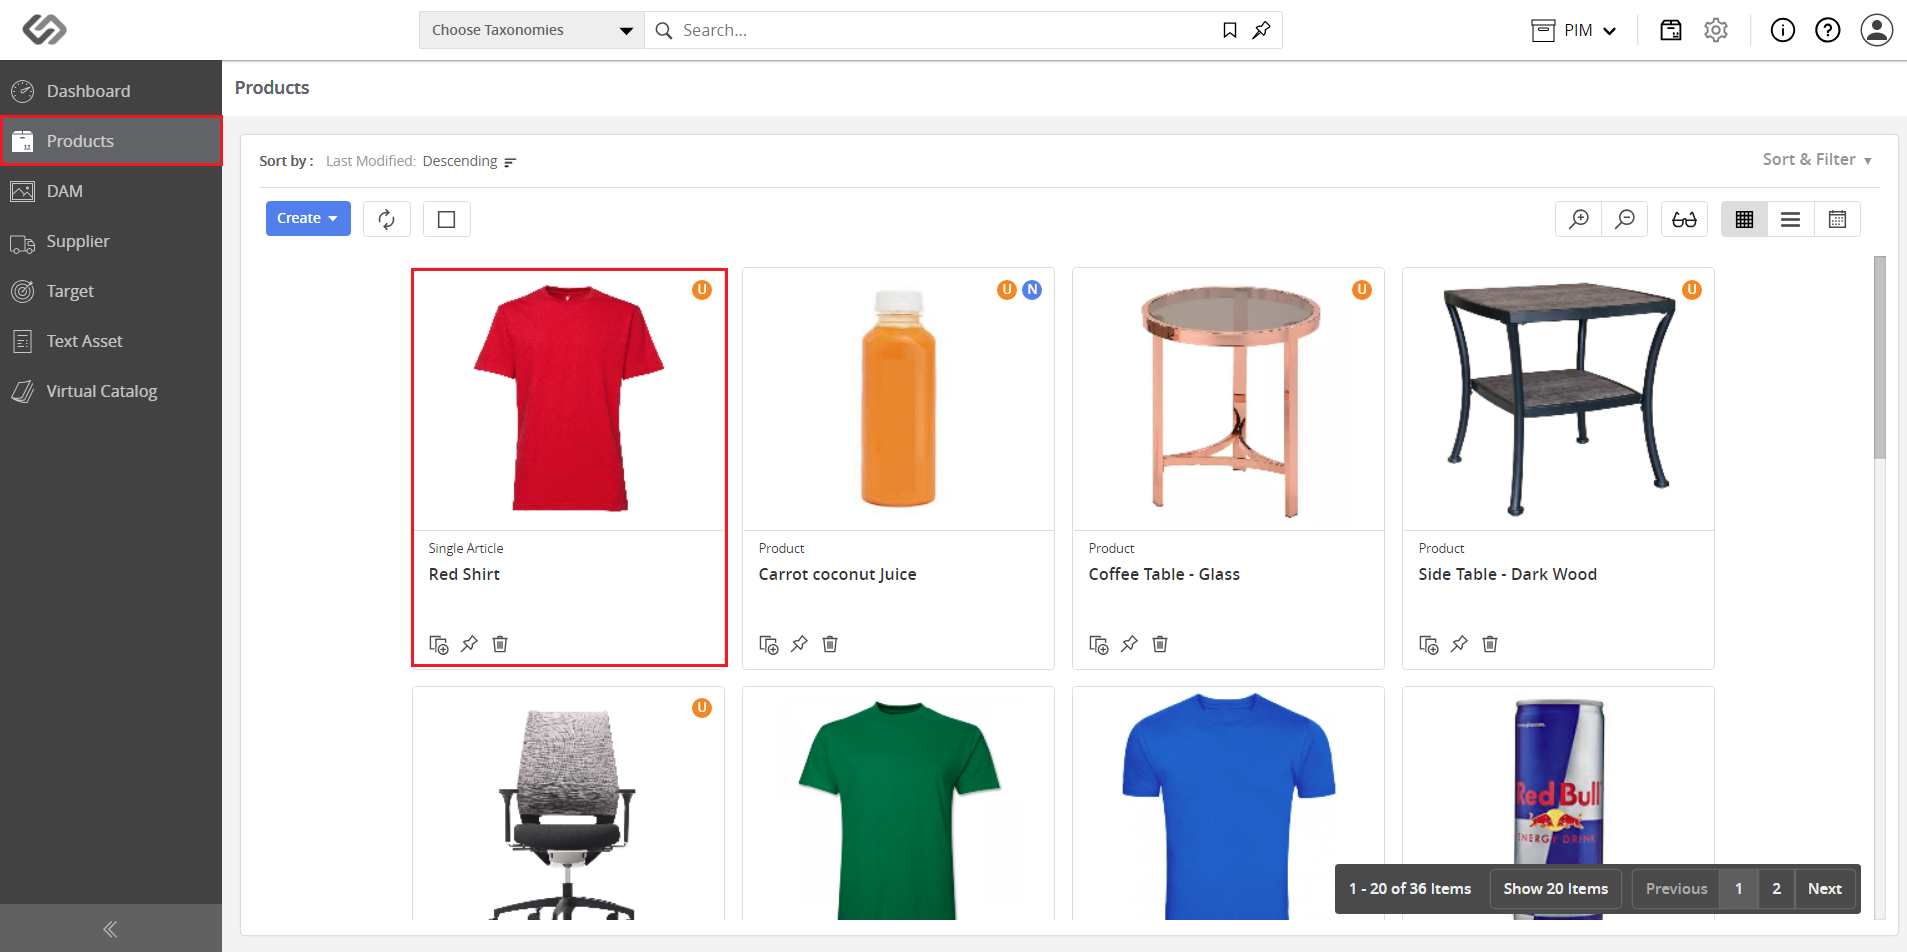 Choose Taxonomies
Search...
PIM
Dashboard
Products
DAM
Supplier
Target
Text Asset
Virtual Catalog
Products
Sort by : Last Modified: Descending
Sort & Filter
Create
U
U N
U
U
Single Article
Red Shirt
Product
Carrot coconut Juice
Product
Coffee Table - Glass
Product
Side Table - Dark Wood
U
Red Bull
ENERGY DRINK
1 - 20 of 36 Items
Show 20 Items
Previous 1 2 Next